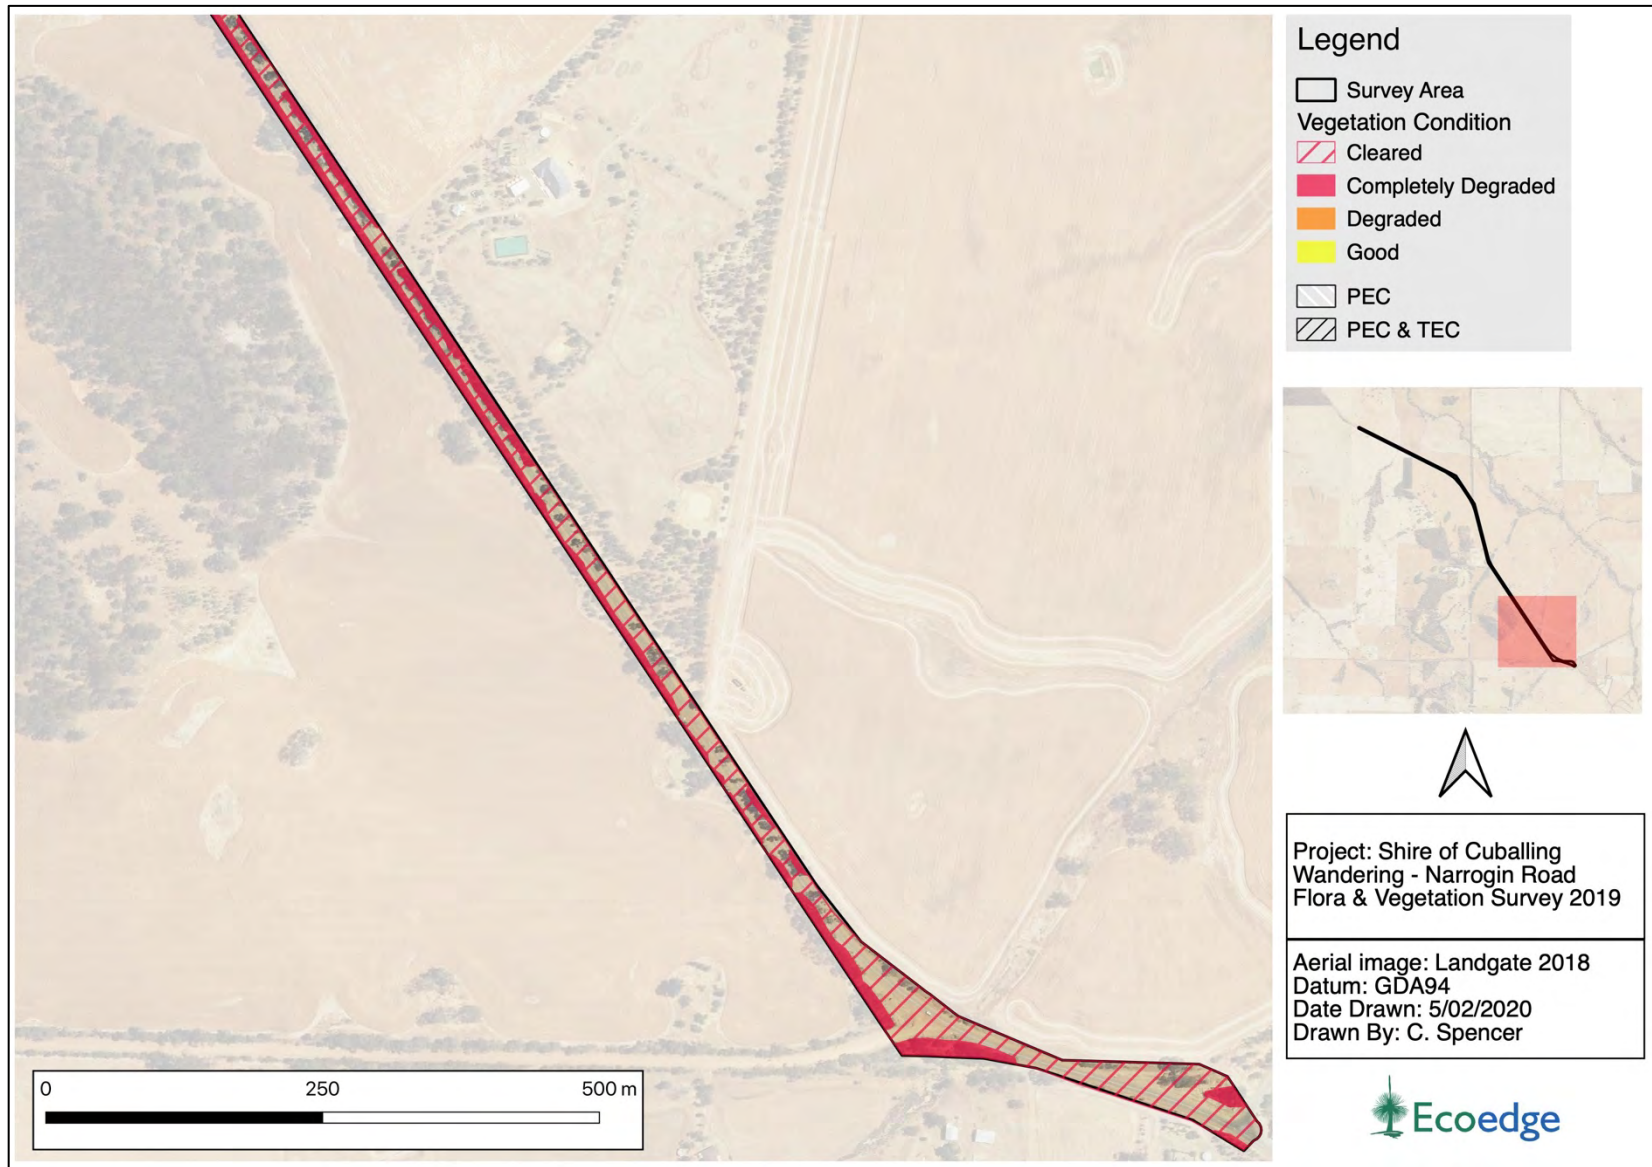 Legend
Survey Area
Vegetation Condition
Cleared
Completely Degraded
Degraded
Good
PEC
PEC & TEC
Project: Shire of Cuballing
Wandering - Narrogin Road
Flora & Vegetation Survey 2019
Aerial image: Landgate 2018
Datum: GDA94
Date Drawn: 5/02/2020
Drawn By: C. Spencer
0 250 500 m
Ecoedge